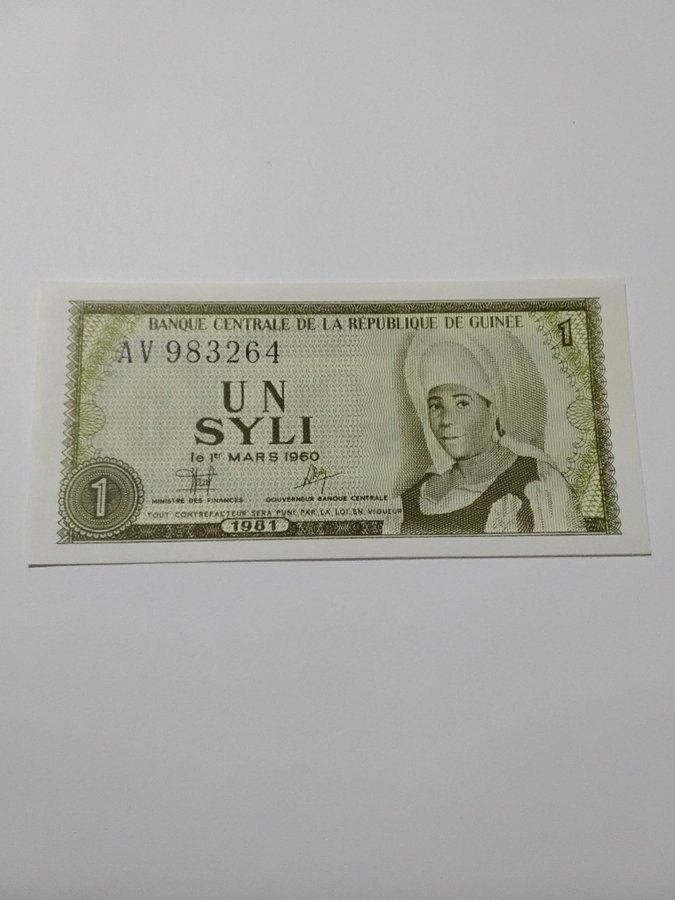 BANQUE CENTRALE DE LA RÉPUBLIQUE DE GUINÉE
1
AV 983264
UN
SYLI
le 1er MARS 1960
MINISTRE DES FINANCES GOUVERNEUR BANQUE CENTRALE
TOUT CONTREFACTEUR SERA PUNI PAR LA LOI EN VIGUEUR
1
1981